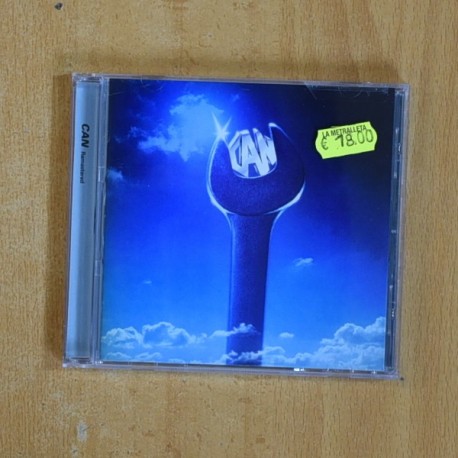 CAN Remastered
CAN
LA METRALLETA
€ 18.00